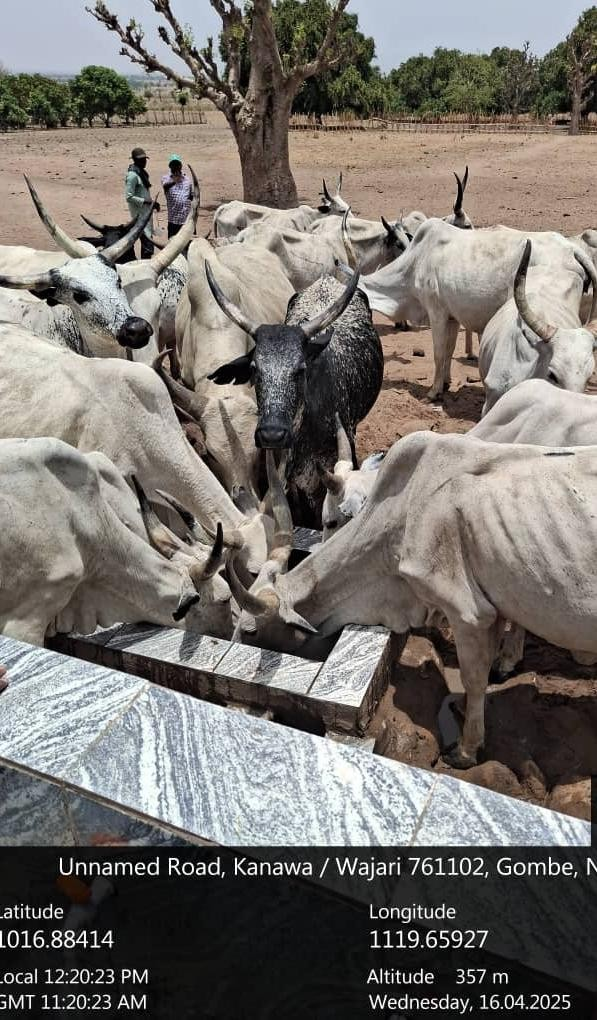 Unnamed Road, Kanawa / Wajari 761102, Gombe, N
Latitude
1016.88414
Longitude
1119.65927
Local 12:20:23 PM
GMT 11:20:23 AM
Altitude 357 m
Wednesday, 16.04.2025